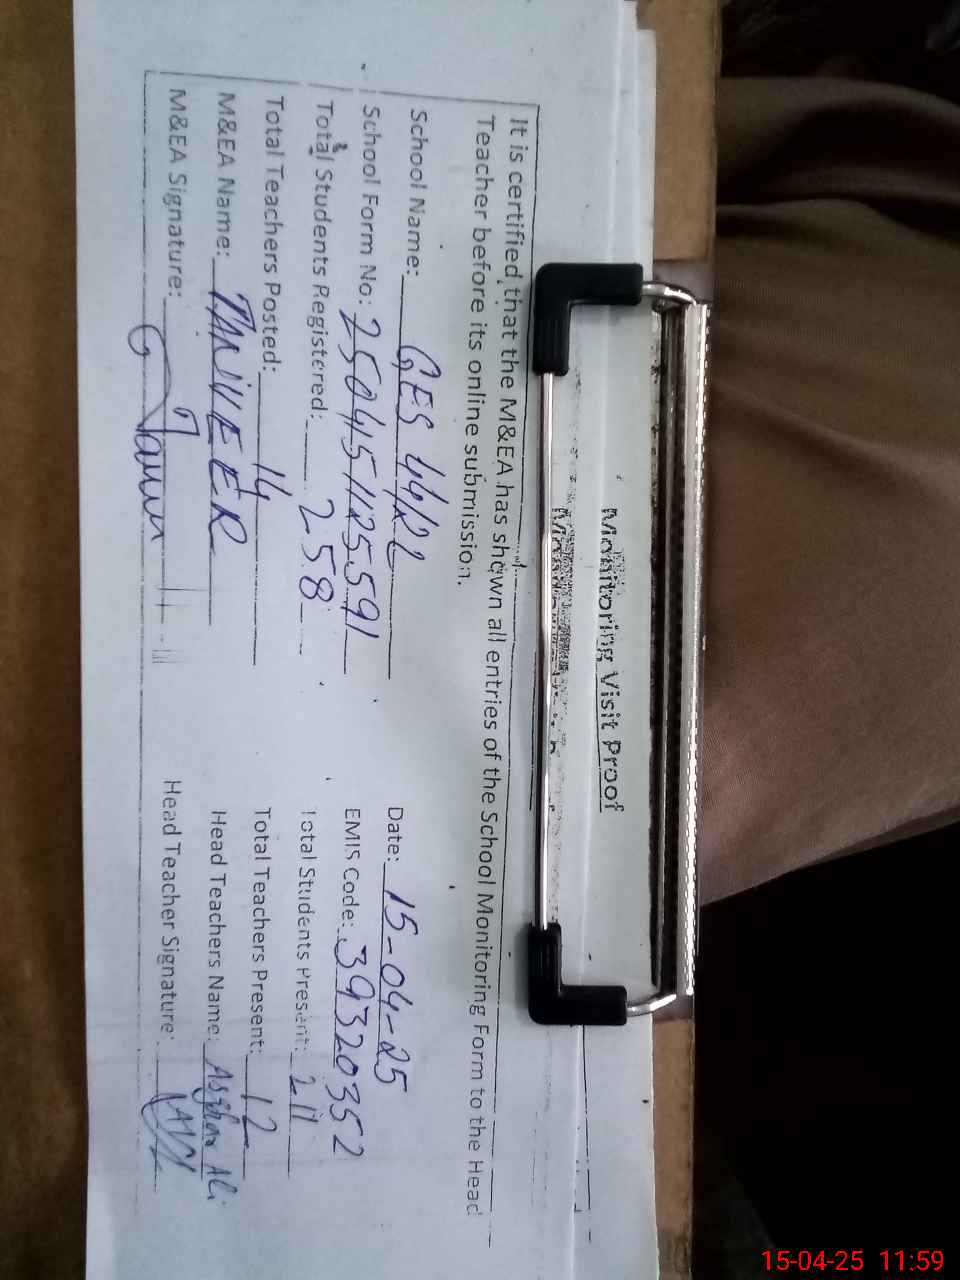 Monitoring Visit Proof
It is certified that the M&EA has shown all entries of the School Monitoring Form to the Head
Teacher before its online submission.
School Name: GES 44/2L Date: 15-04-25
School Form No: 2504151125591 EMIS Code: 39320352
Total Students Registered: 258 Total Students Present: 211
Total Teachers Posted: 14 Total Teachers Present: 12
M&EA Name: TANVEER Head Teachers Name: Asghar Ali
M&EA Signature: Head Teacher Signature:
15-04-25 11:59